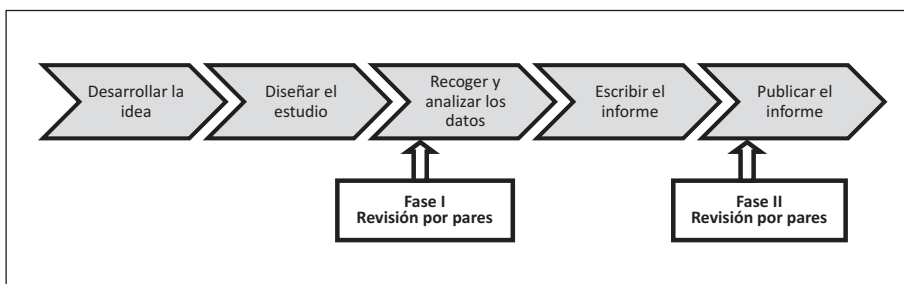 Desarrollar la
idea
Diseñar el
estudio
Recoger y
analizar los
datos
Escribir el
informe
Publicar el
informe
Fase I
Revisión por pares
Fase II
Revisión por pares